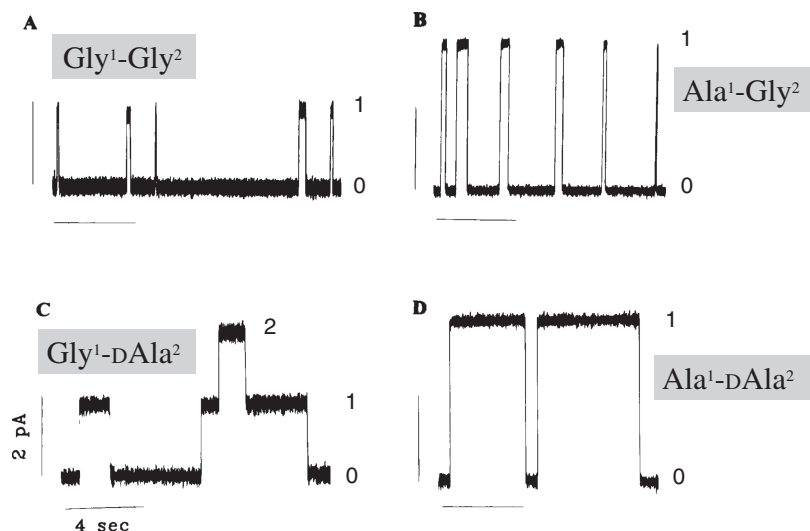 A
Gly¹-Gly²
1
0
B
Ala¹-Gly²
1
0
C
Gly¹-DAla²
2
1
0
2 pA
4 sec
D
Ala¹-DAla²
1
0